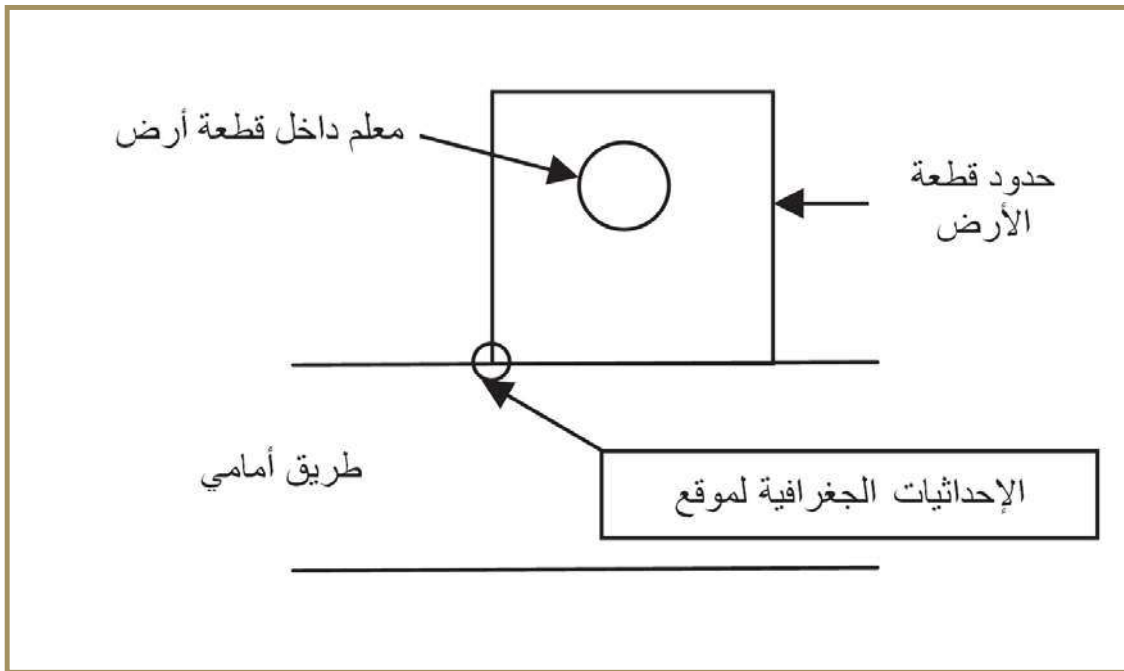 معلم داخل قطعة أرض
حدود قطعة
الأرض
طريق أمامي
الإحداثيات الجغرافية لموقع